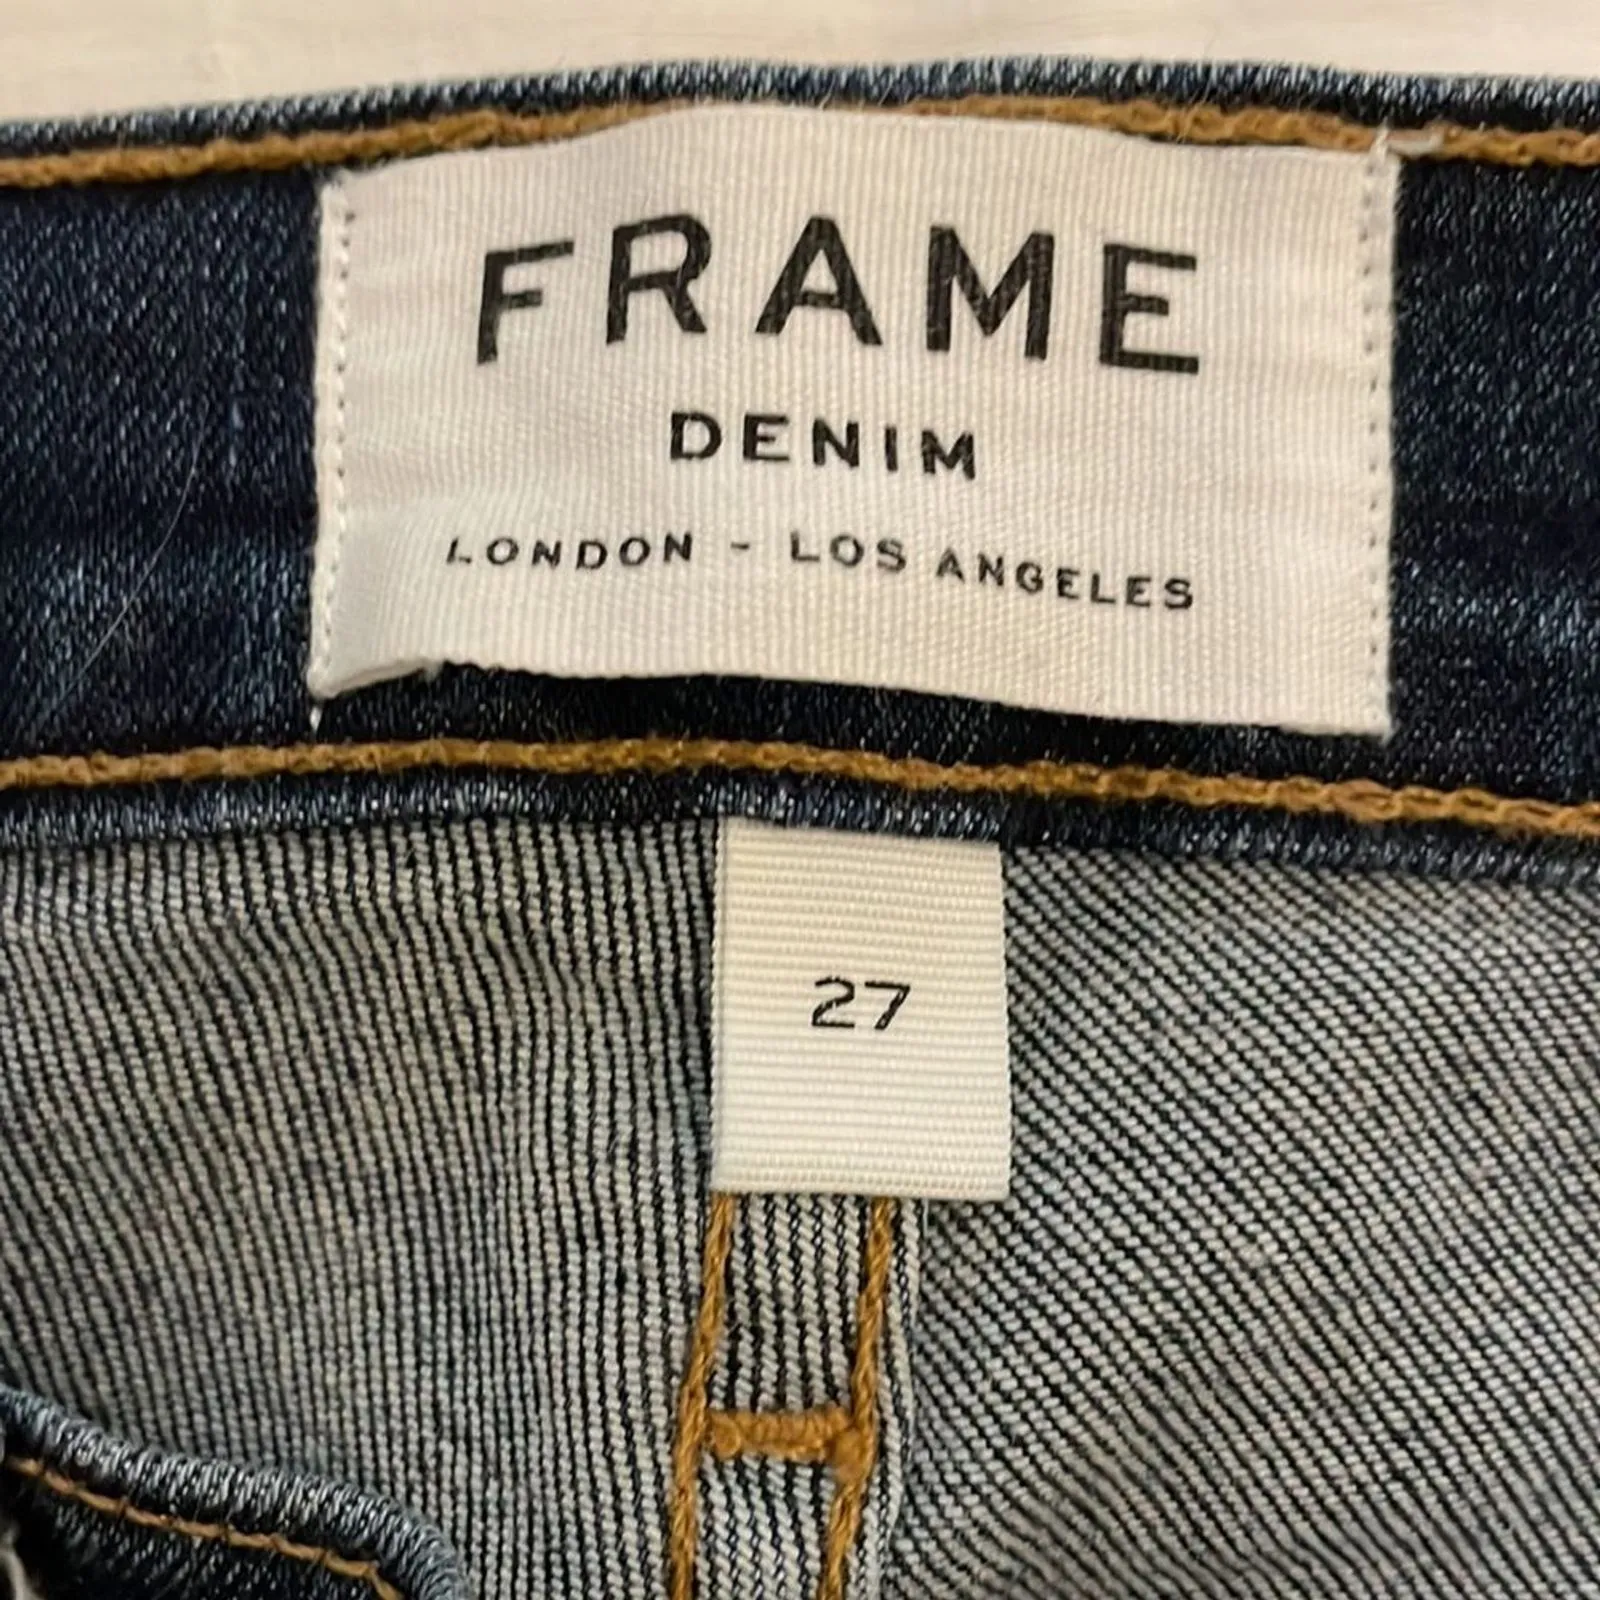 FRAME
DENIM
LONDON - LOS ANGELES
27